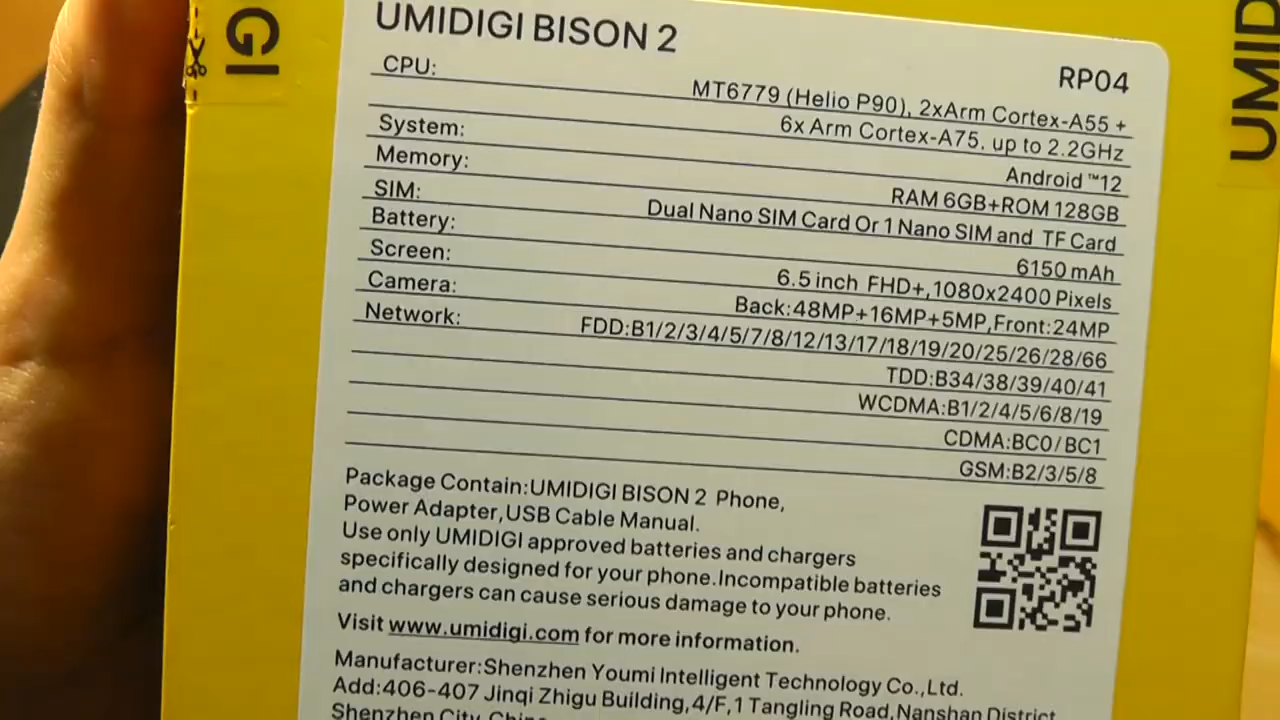 GI
UMIDIGI BISON 2
RP04
UMID
CPU:
MT6779 (Helio P90), 2xArm Cortex-A55 +
6x Arm Cortex-A75. up to 2.2GHz
System:
Android™12
Memory:
RAM 6GB+ROM 128GB
SIM:
Dual Nano SIM Card Or 1 Nano SIM and TF Card
Battery:
6150 mAh
Screen:
6.5 inch FHD+,1080x2400 Pixels
Camera:
Back:48MP+16MP+5MP,Front:24MP
Network:
FDD:B1/2/3/4/5/7/8/12/13/17/18/19/20/25/26/28/66
TDD:B34/38/39/40/41
WCDMA:B1/2/4/5/6/8/19
CDMA:BC0/BC1
GSM:B2/3/5/8
Package Contain:UMIDIGI BISON 2 Phone,
Power Adapter,USB Cable Manual.
Use only UMIDIGI approved batteries and chargers
specifically designed for your phone.Incompatible batteries
and chargers can cause serious damage to your phone.
Visit www.umidigi.com for more information.
Manufacturer:Shenzhen Youmi Intelligent Technology Co.,Ltd.
Add:406-407 Jinqi Zhigu Building,4/F,1 Tangling Road,Nanshan District
Shenzhen City China